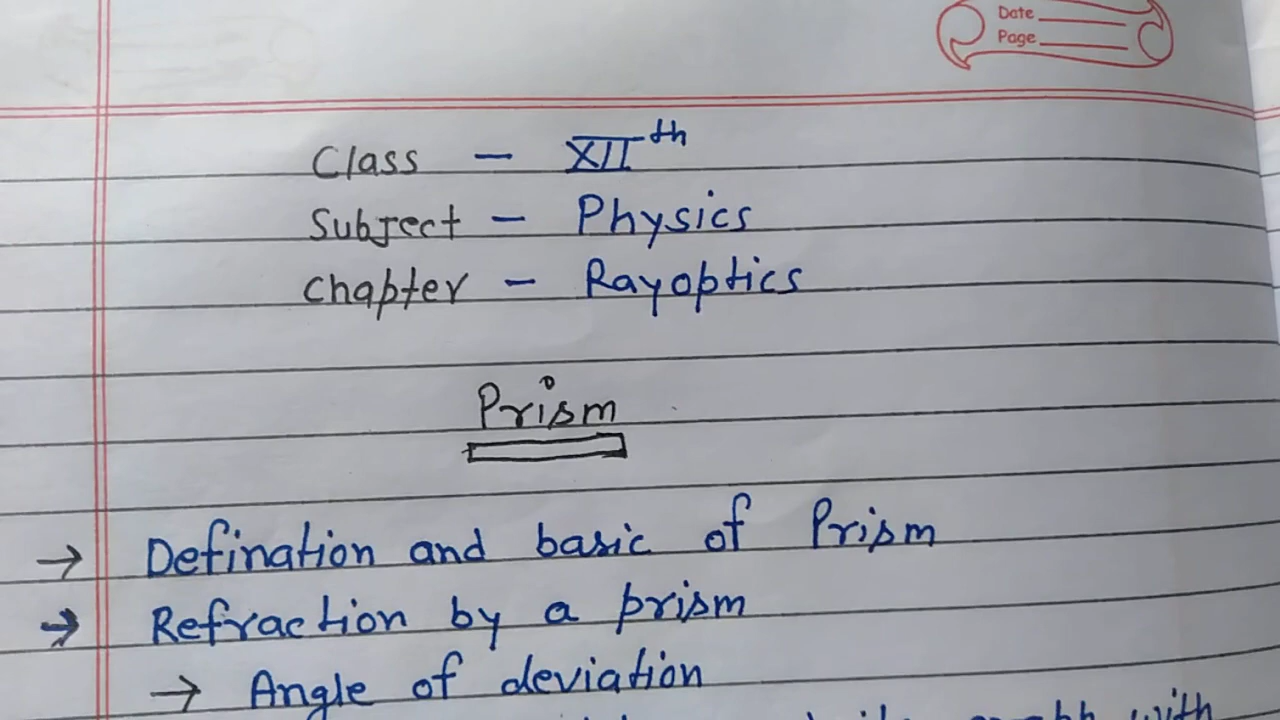 Date
Page
Class - XIIth
Subject - Physics
Chapter - Rayoptics
Prism
→ Defination and basic of Prism
→ Refraction by a prism
→ Angle of deviation
with